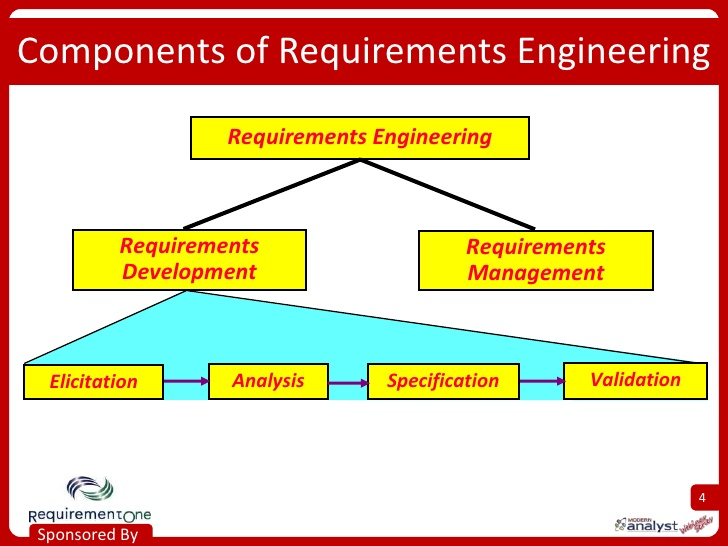 Components of Requirements Engineering
Requirements Engineering
Requirements
Development
Requirements
Management
Elicitation
Analysis
Specification
Validation
4
RequirementOne
MODERN
analyst
Sponsored By